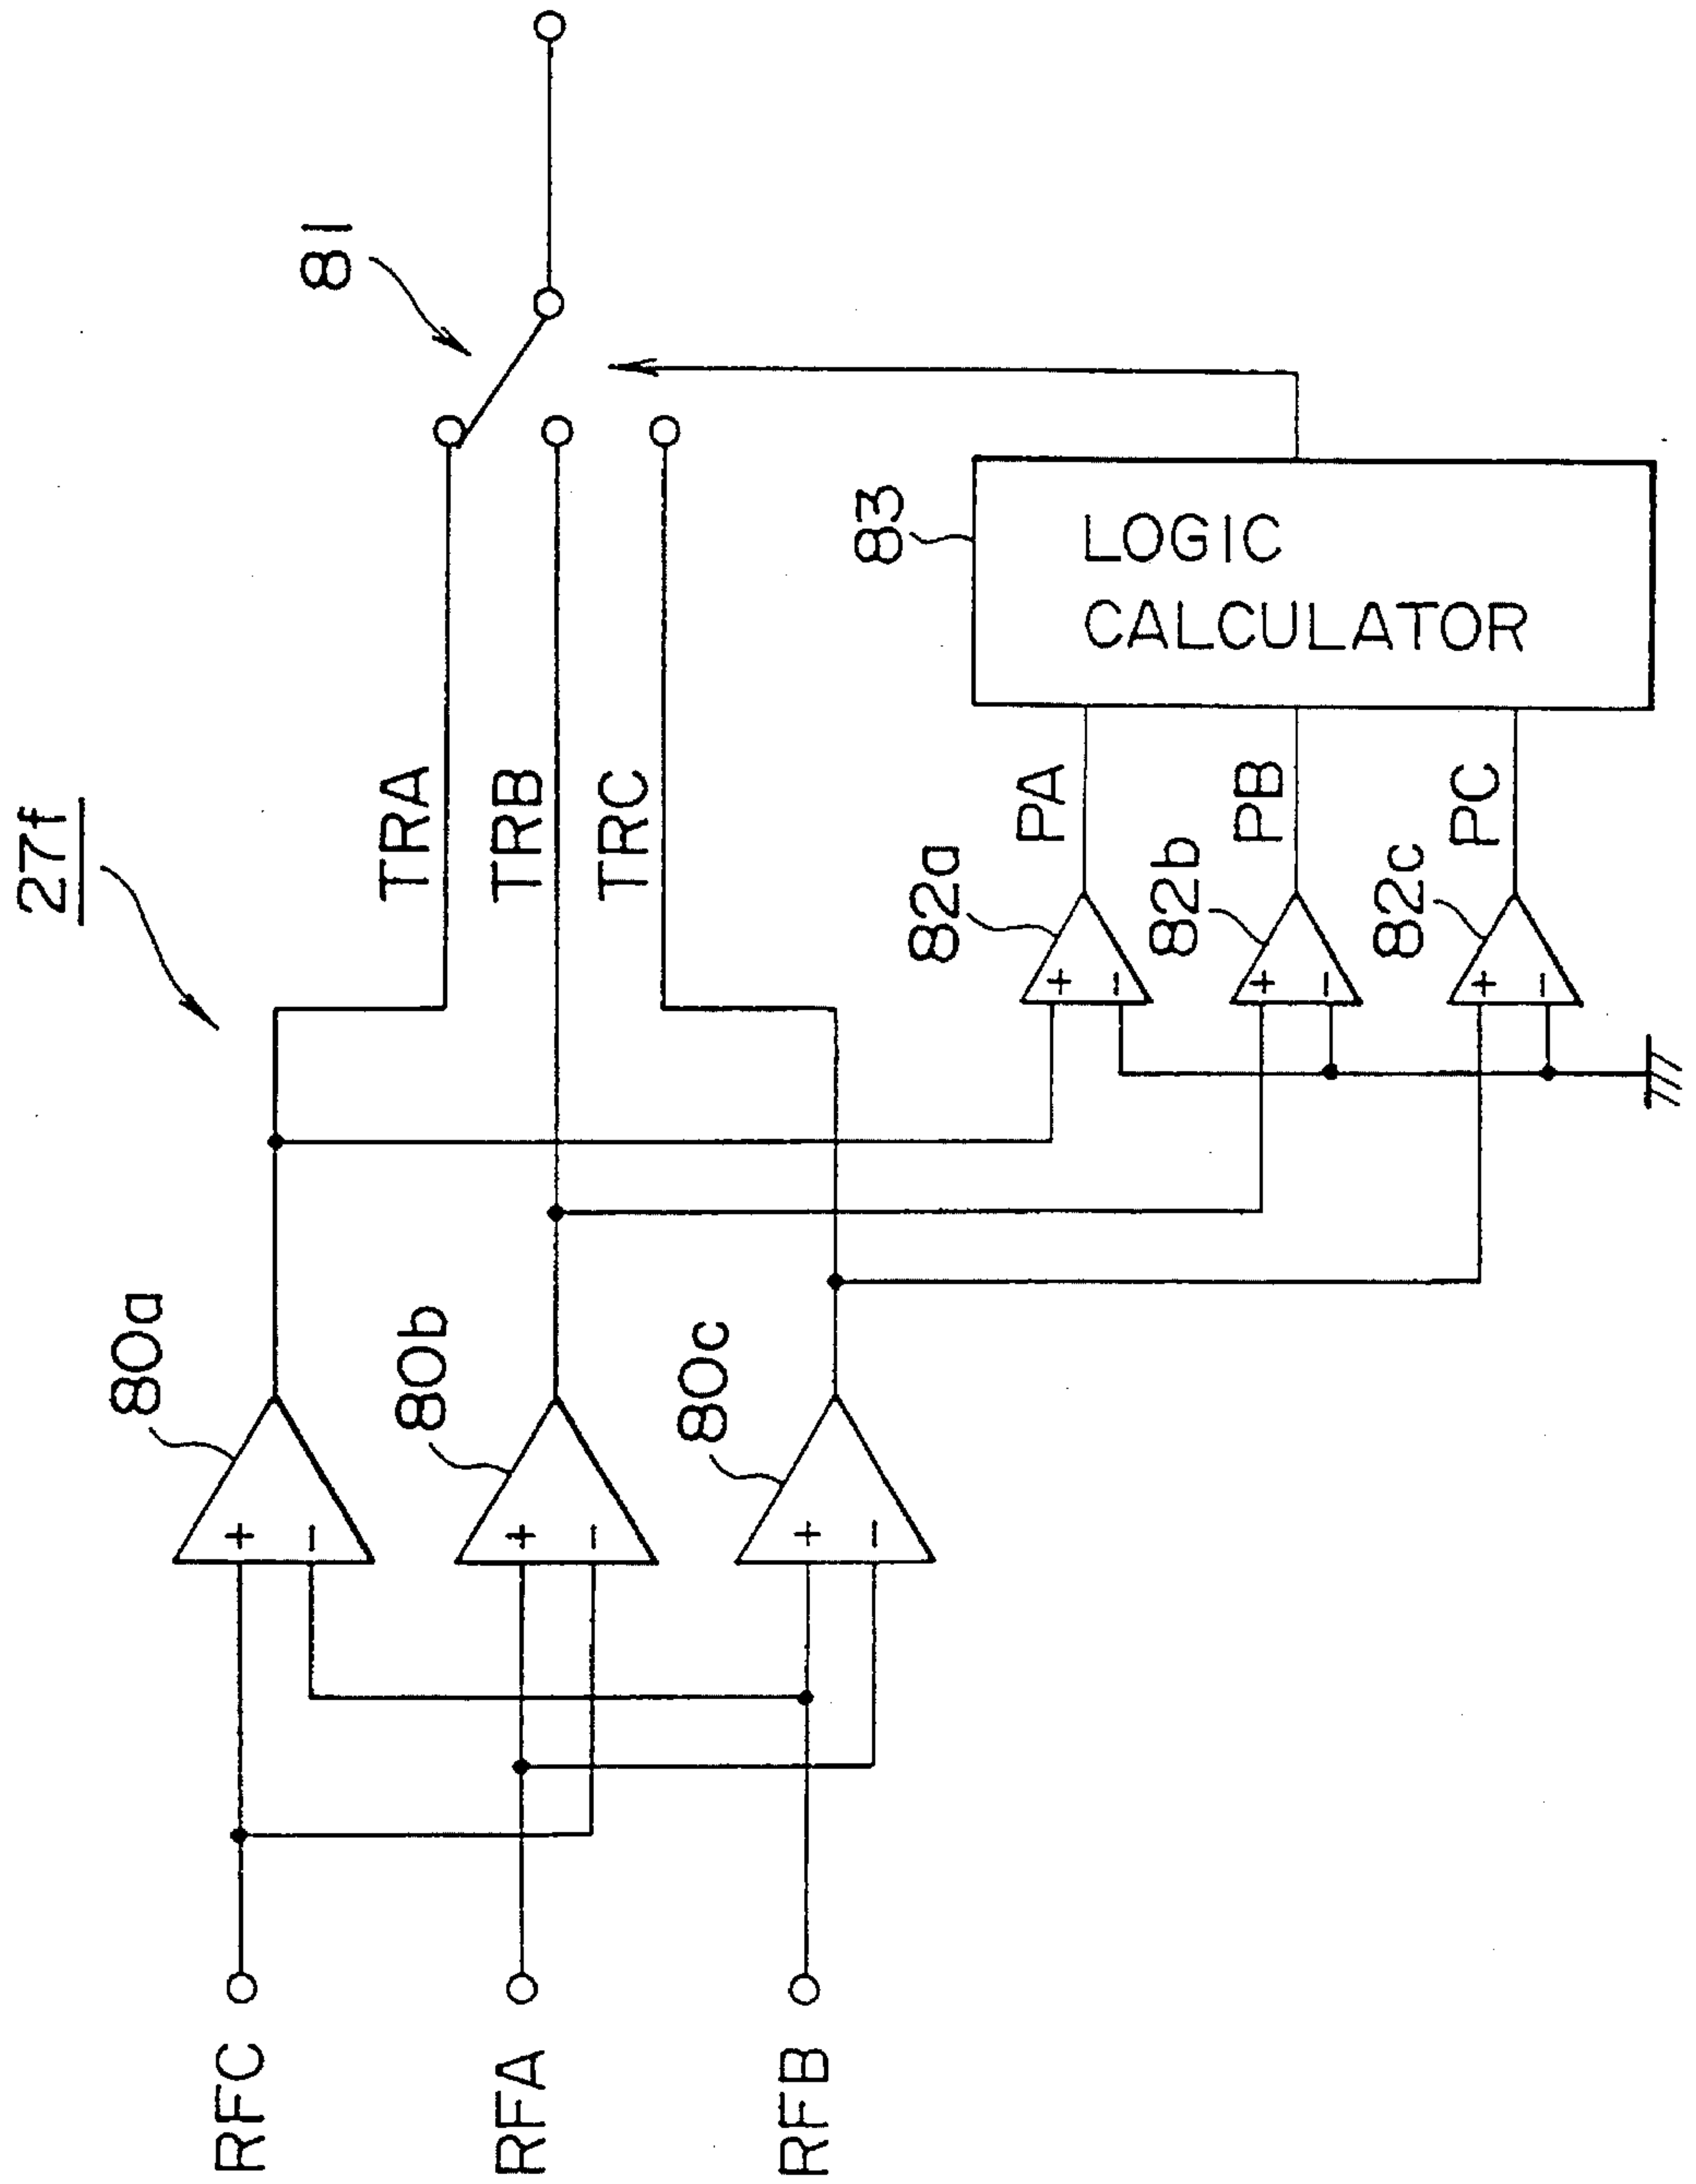 27f
81
80a
TRA
80b
TRB
80c
TRC
RFC
RFA
RFB
+
−
+
−
+
−
82a
PA
82b
PB
82c
PC
+
−
+
−
+
−
83
LOGIC
CALCULATOR